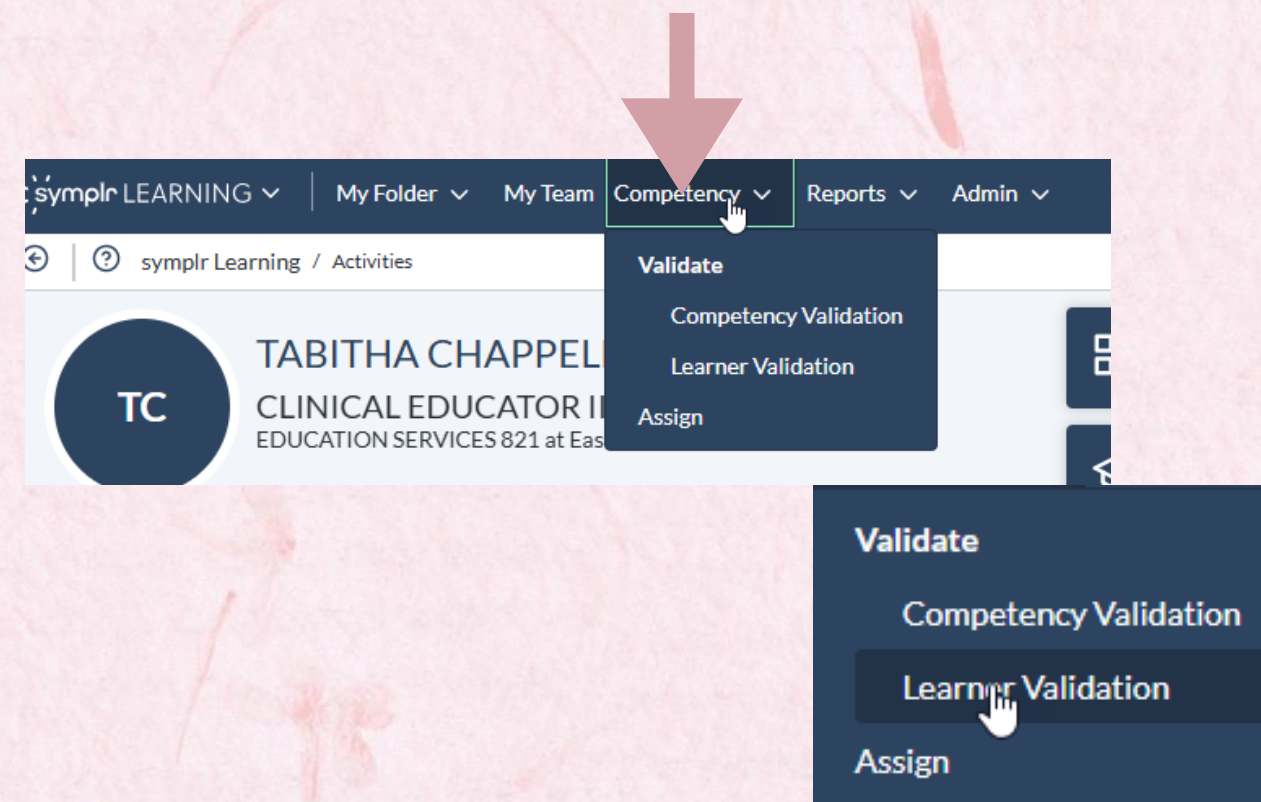 symplr LEARNING My Folder My Team Competency Reports Admin
symplr Learning / Activities
Validate
Competency Validation
Learner Validation
Assign
TC
TABITHA CHAPPEL
CLINICAL EDUCATOR II
EDUCATION SERVICES 821 at Eas
Validate
Competency Validation
Learner Validation
Assign